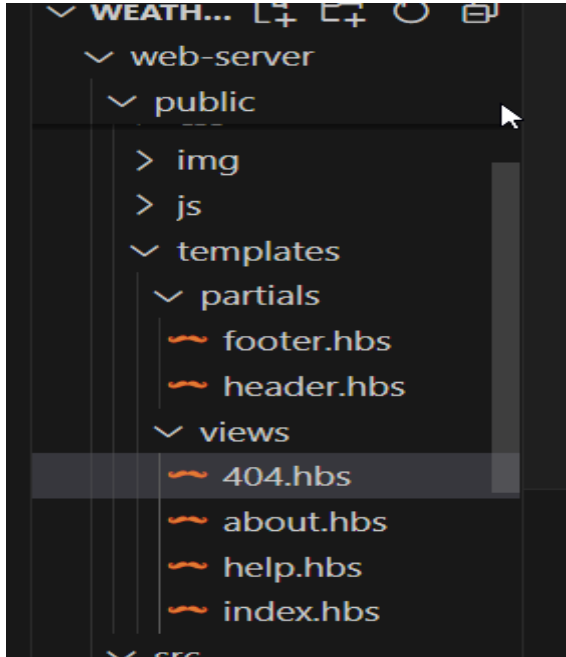 WEATH...
web-server
public
img
js
templates
partials
footer.hbs
header.hbs
views
404.hbs
about.hbs
help.hbs
index.hbs
src